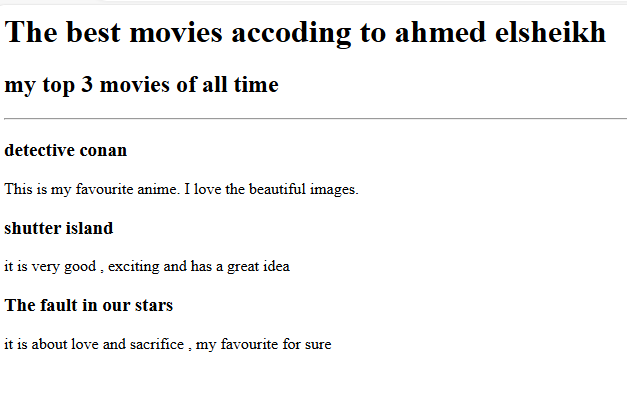 The best movies accoding to ahmed elsheikh
my top 3 movies of all time
detective conan
This is my favourite anime. I love the beautiful images.
shutter island
it is very good , exciting and has a great idea
The fault in our stars
it is about love and sacrifice , my favourite for sure